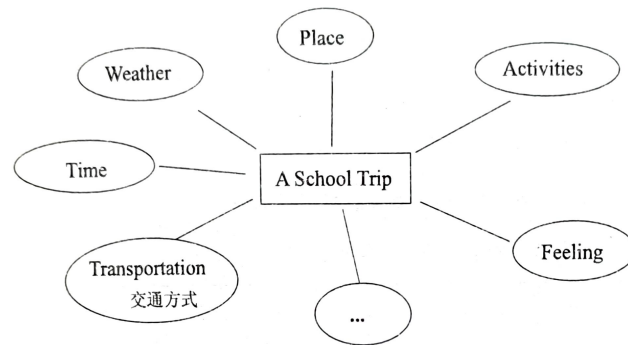 Place
Weather
Activities
Time
A School Trip
Transportation
交通方式
Feeling
...